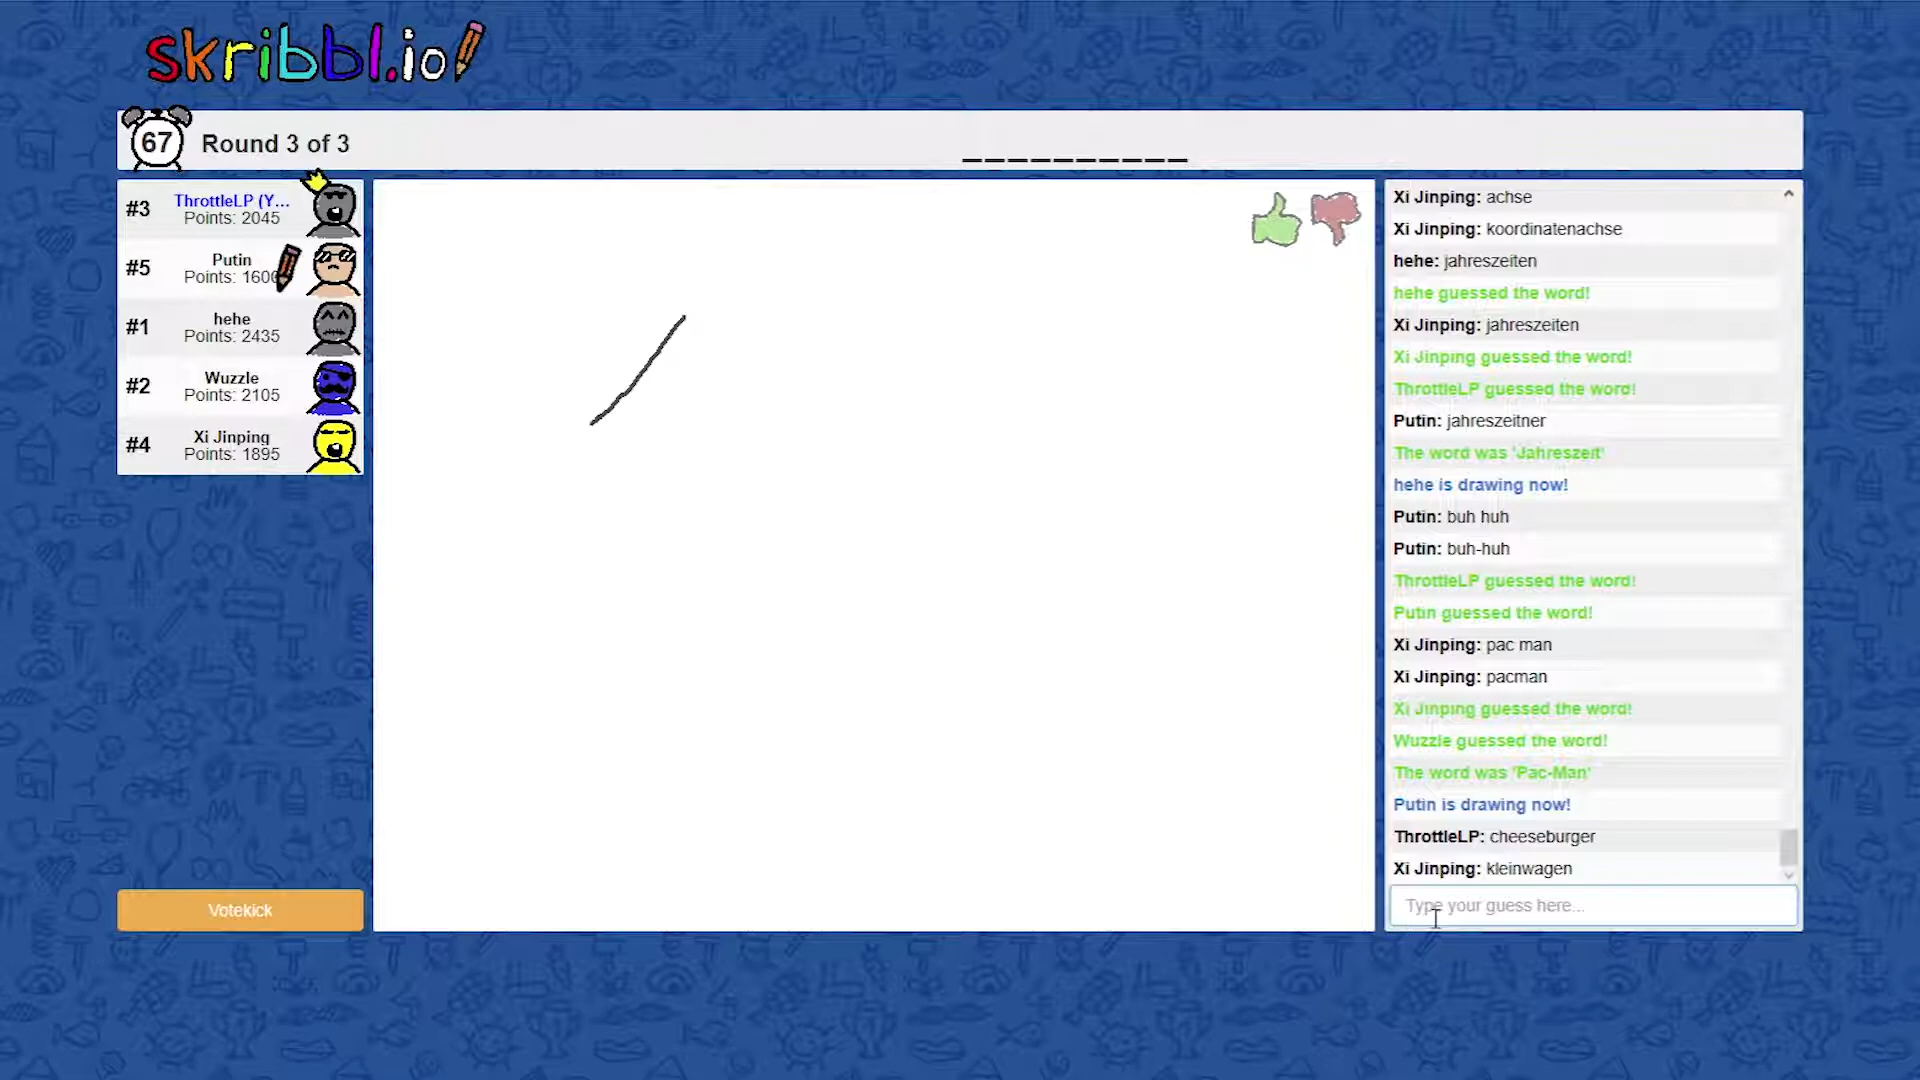 skribbl.io
67
Round 3 of 3
__________
#3
ThrottleLP (Y...
Points: 2045
#5
Putin
Points: 1600
#1
hehe
Points: 2435
#2
Wuzzle
Points: 2105
#4
Xi Jinping
Points: 1895
Votekick
Xi Jinping: achse
Xi Jinping: koordinatenachse
hehe: jahreszeiten
hehe guessed the word!
Xi Jinping: jahreszeiten
Xi Jinping guessed the word!
ThrottleLP guessed the word!
Putin: jahreszeitner
The word was 'Jahreszeit'
hehe is drawing now!
Putin: buh huh
Putin: buh-huh
ThrottleLP guessed the word!
Putin guessed the word!
Xi Jinping: pac man
Xi Jinping: pacman
Xi Jinping guessed the word!
Wuzzle guessed the word!
The word was 'Pac-Man'
Putin is drawing now!
ThrottleLP: cheeseburger
Xi Jinping: kleinwagen
Type your guess here...